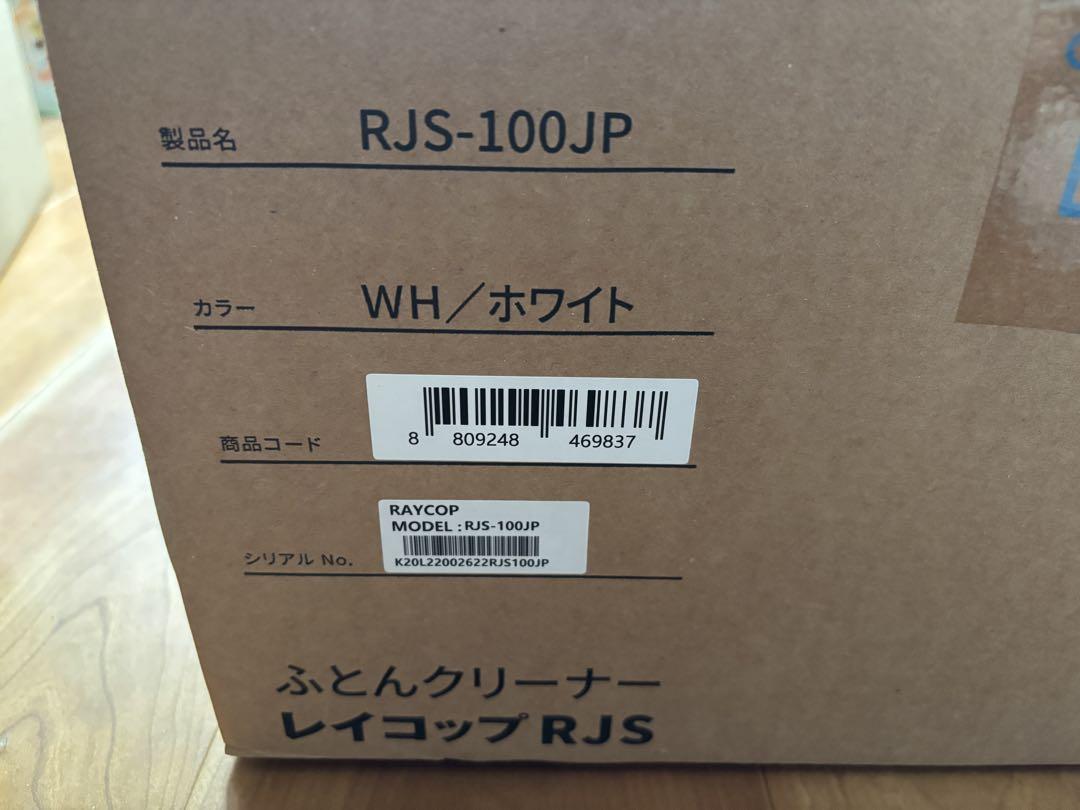 製品名 RJS-100JP
カラー WH／ホワイト
商品コード 8 809248 469837
RAYCOP
MODEL : RJS-100JP
シリアル No. K20L22002622RJS100JP
ふとんクリーナー
レイコップ RJS